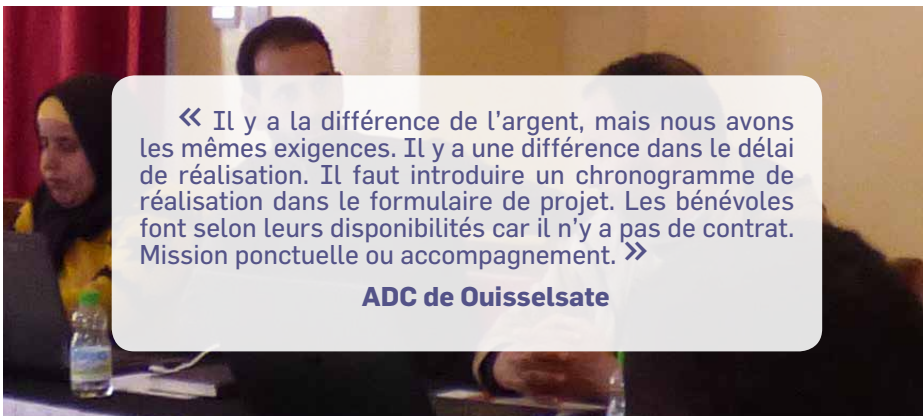 « Il y a la différence de l’argent, mais nous avons
les mêmes exigences. Il y a une différence dans le délai
de réalisation. Il faut introduire un chronogramme de
réalisation dans le formulaire de projet. Les bénévoles
font selon leurs disponibilités car il n’y a pas de contrat.
Mission ponctuelle ou accompagnement. »
ADC de Ouisselsate